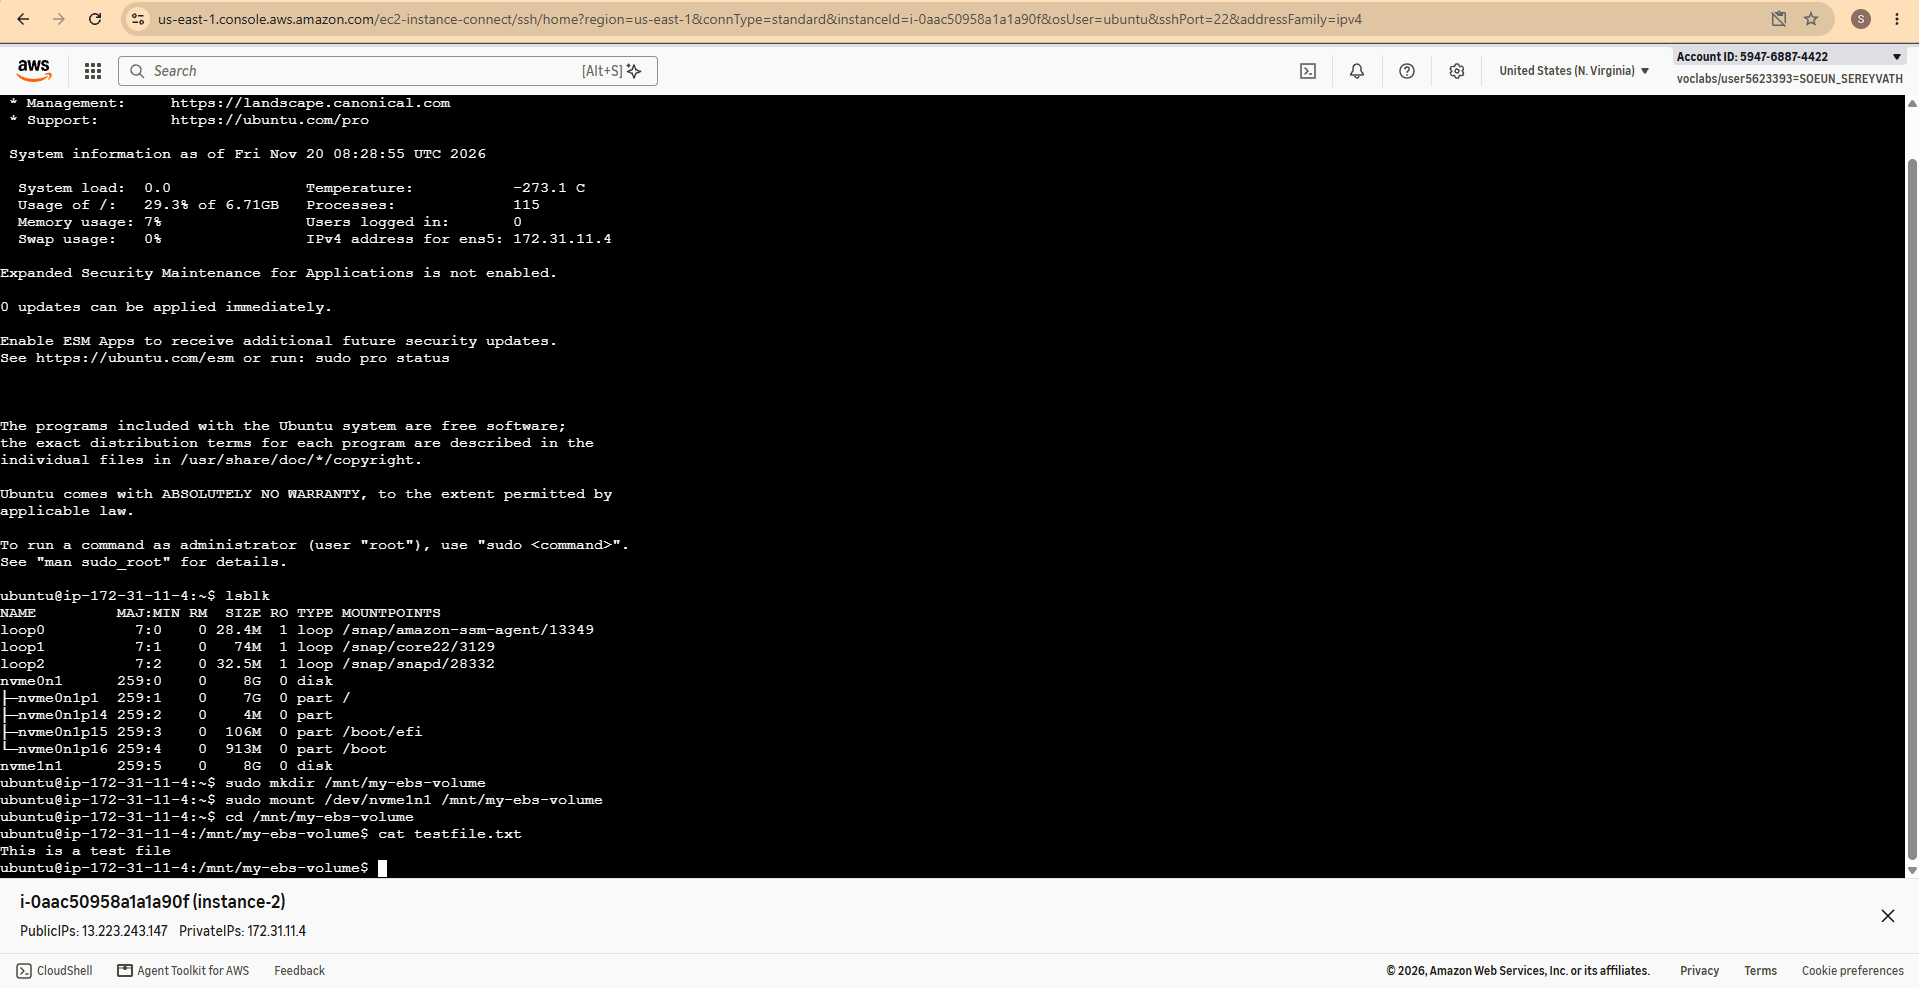 us-east-1.console.aws.amazon.com/ec2-instance-connect/ssh/home?region=us-east-1&connType=standard&instanceId=i-0aac50958a1a1a90f&osUser=ubuntu&sshPort=22&addressFamily=ipv4
S
aws
Search
[Alt+S]
United States (N. Virginia)
Account ID: 5947-6887-4422
voclabs/user5623393=SOEUN_SEREYVATH
* Management:     https://landscape.canonical.com
* Support:        https://ubuntu.com/pro
System information as of Fri Nov 20 08:28:55 UTC 2026
System load:  0.0               Temperature:           -273.1 C
Usage of /:   29.3% of 6.71GB   Processes:             115
Memory usage: 7%                Users logged in:       0
Swap usage:   0%                IPv4 address for ens5: 172.31.11.4
Expanded Security Maintenance for Applications is not enabled.
0 updates can be applied immediately.
Enable ESM Apps to receive additional future security updates.
See https://ubuntu.com/esm or run: sudo pro status
The programs included with the Ubuntu system are free software;
the exact distribution terms for each program are described in the
individual files in /usr/share/doc/*/copyright.
Ubuntu comes with ABSOLUTELY NO WARRANTY, to the extent permitted by
applicable law.
To run a command as administrator (user "root"), use "sudo <command>".
See "man sudo_root" for details.
ubuntu@ip-172-31-11-4:~$ lsblk
NAME         MAJ:MIN RM  SIZE RO TYPE MOUNTPOINTS
loop0          7:0    0 28.4M  1 loop /snap/amazon-ssm-agent/13349
loop1          7:1    0   74M  1 loop /snap/core22/3129
loop2          7:2    0 32.5M  1 loop /snap/snapd/28332
nvme0n1      259:0    0    8G  0 disk
├─nvme0n1p1  259:1    0    7G  0 part /
├─nvme0n1p14 259:2    0    4M  0 part
├─nvme0n1p15 259:3    0  106M  0 part /boot/efi
└─nvme0n1p16 259:4    0  913M  0 part /boot
nvme1n1      259:5    0    8G  0 disk
ubuntu@ip-172-31-11-4:~$ sudo mkdir /mnt/my-ebs-volume
ubuntu@ip-172-31-11-4:~$ sudo mount /dev/nvme1n1 /mnt/my-ebs-volume
ubuntu@ip-172-31-11-4:~$ cd /mnt/my-ebs-volume
ubuntu@ip-172-31-11-4:/mnt/my-ebs-volume$ cat testfile.txt
This is a test file
ubuntu@ip-172-31-11-4:/mnt/my-ebs-volume$
i-0aac50958a1a1a90f (instance-2)
PublicIPs: 13.223.243.147   PrivateIPs: 172.31.11.4
CloudShell   Agent Toolkit for AWS   Feedback   © 2026, Amazon Web Services, Inc. or its affiliates.   Privacy   Terms   Cookie preferences